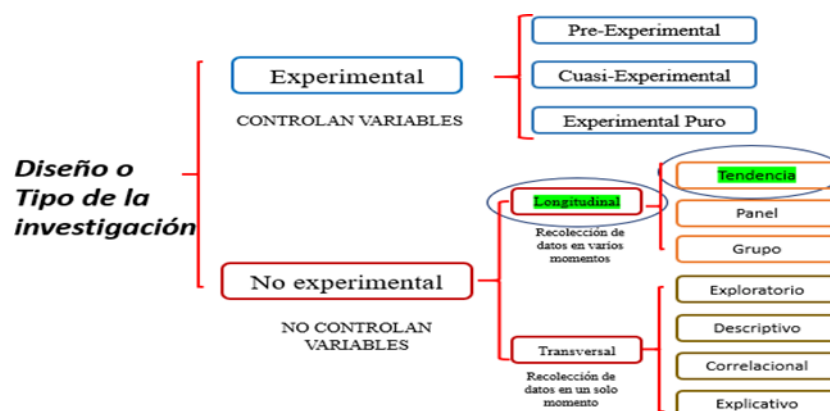 Diseño o
Tipo de la
investigación
Experimental
CONTROLAN VARIABLES
Pre-Experimental
Cuasi-Experimental
Experimental Puro
No experimental
NO CONTROLAN
VARIABLES
Longitudinal
Recolección de
datos en varios
momentos
Tendencia
Panel
Grupo
Transversal
Recolección de
datos en un solo
momento
Exploratorio
Descriptivo
Correlacional
Explicativo